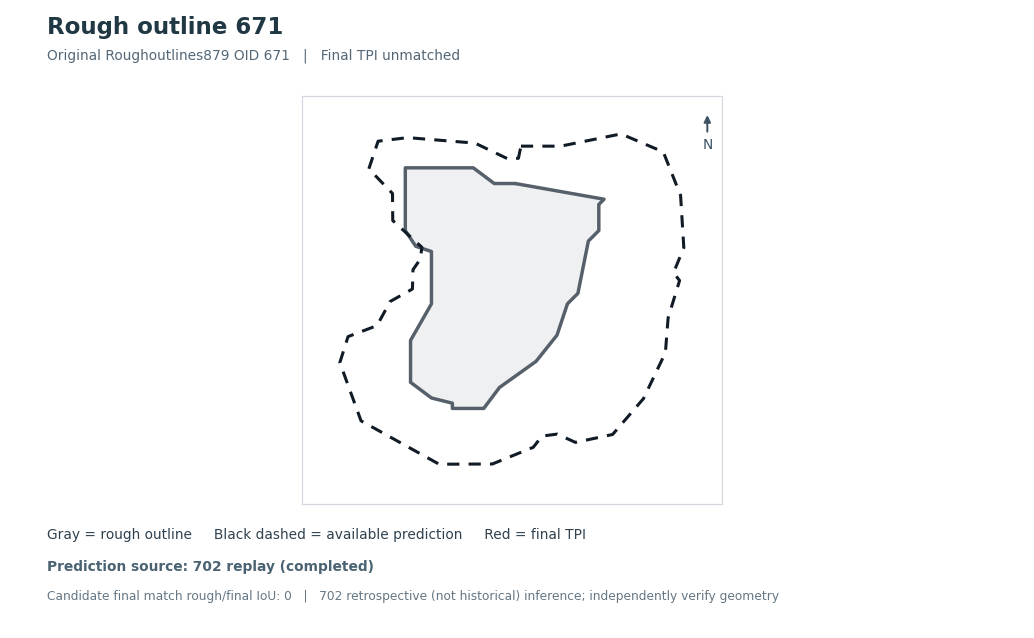 Rough outline 671
Original Roughoutlines879 OID 671   |   Final TPI unmatched
N
Gray = rough outline     Black dashed = available prediction     Red = final TPI
Prediction source: 702 replay (completed)
Candidate final match rough/final IoU: 0   |   702 retrospective (not historical) inference; independently verify geometry